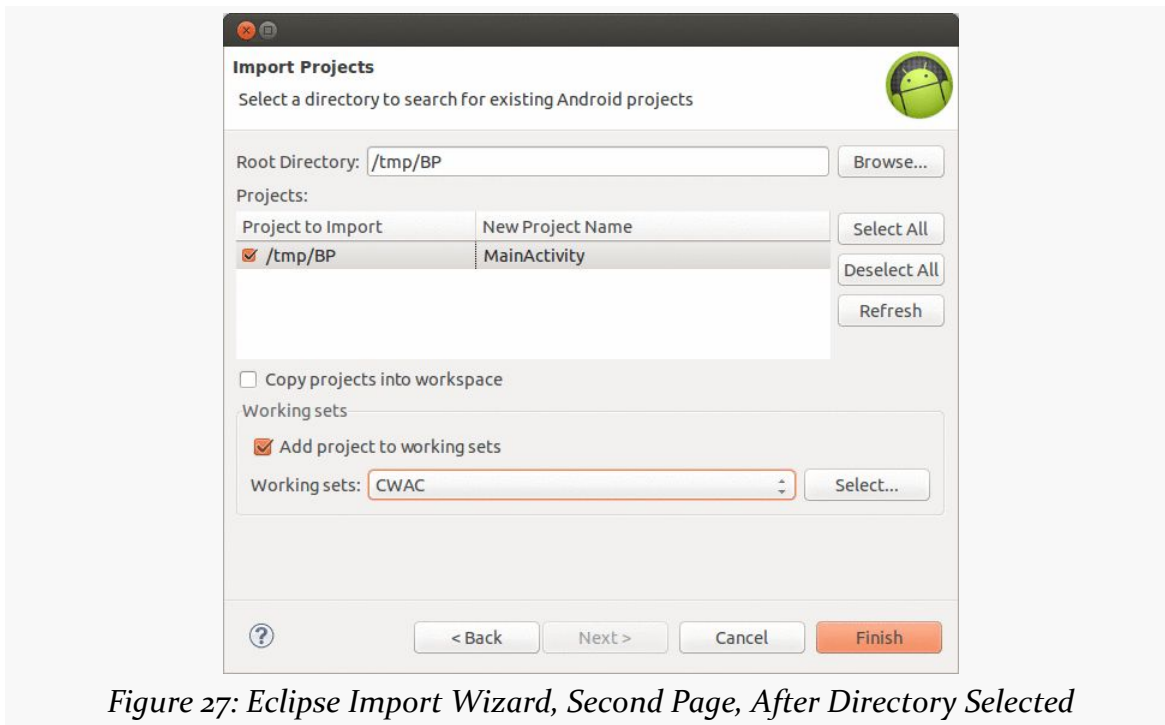 Import Projects
Select a directory to search for existing Android projects
Root Directory: /tmp/BP Browse...
Projects:
Project to Import New Project Name Select All
/tmp/BP MainActivity
Deselect All
Refresh
Copy projects into workspace
Working sets
Add project to working sets
Working sets: CWAC Select...
? < Back Next > Cancel Finish
Figure 27: Eclipse Import Wizard, Second Page, After Directory Selected